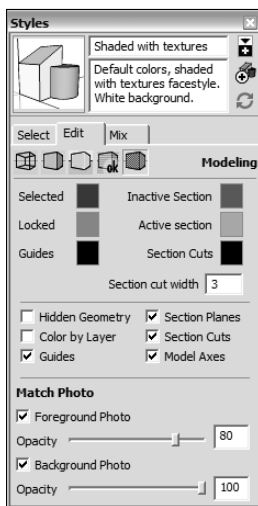 Styles
Shaded with textures
Default colors, shaded
with textures facestyle.
White background.
Select Edit Mix
ok
Modeling
Selected Inactive Section
Locked Active section
Guides Section Cuts
Section cut width 3
Hidden Geometry Section Planes
Color by Layer Section Cuts
Guides Model Axes
Match Photo
Foreground Photo
Opacity 80
Background Photo
Opacity 100